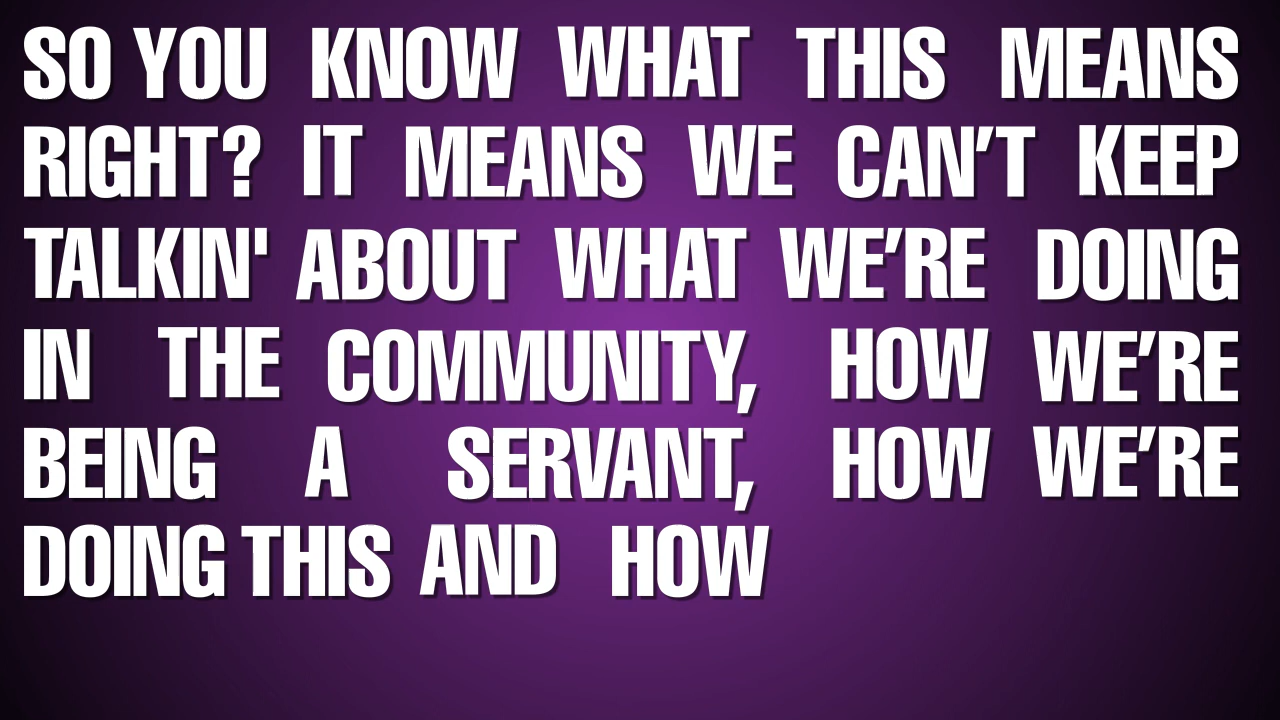 SO YOU KNOW WHAT THIS MEANS
RIGHT? IT MEANS WE CAN’T KEEP
TALKIN' ABOUT WHAT WE’RE DOING
IN THE COMMUNITY, HOW WE’RE
BEING A SERVANT, HOW WE’RE
DOING THIS AND HOW